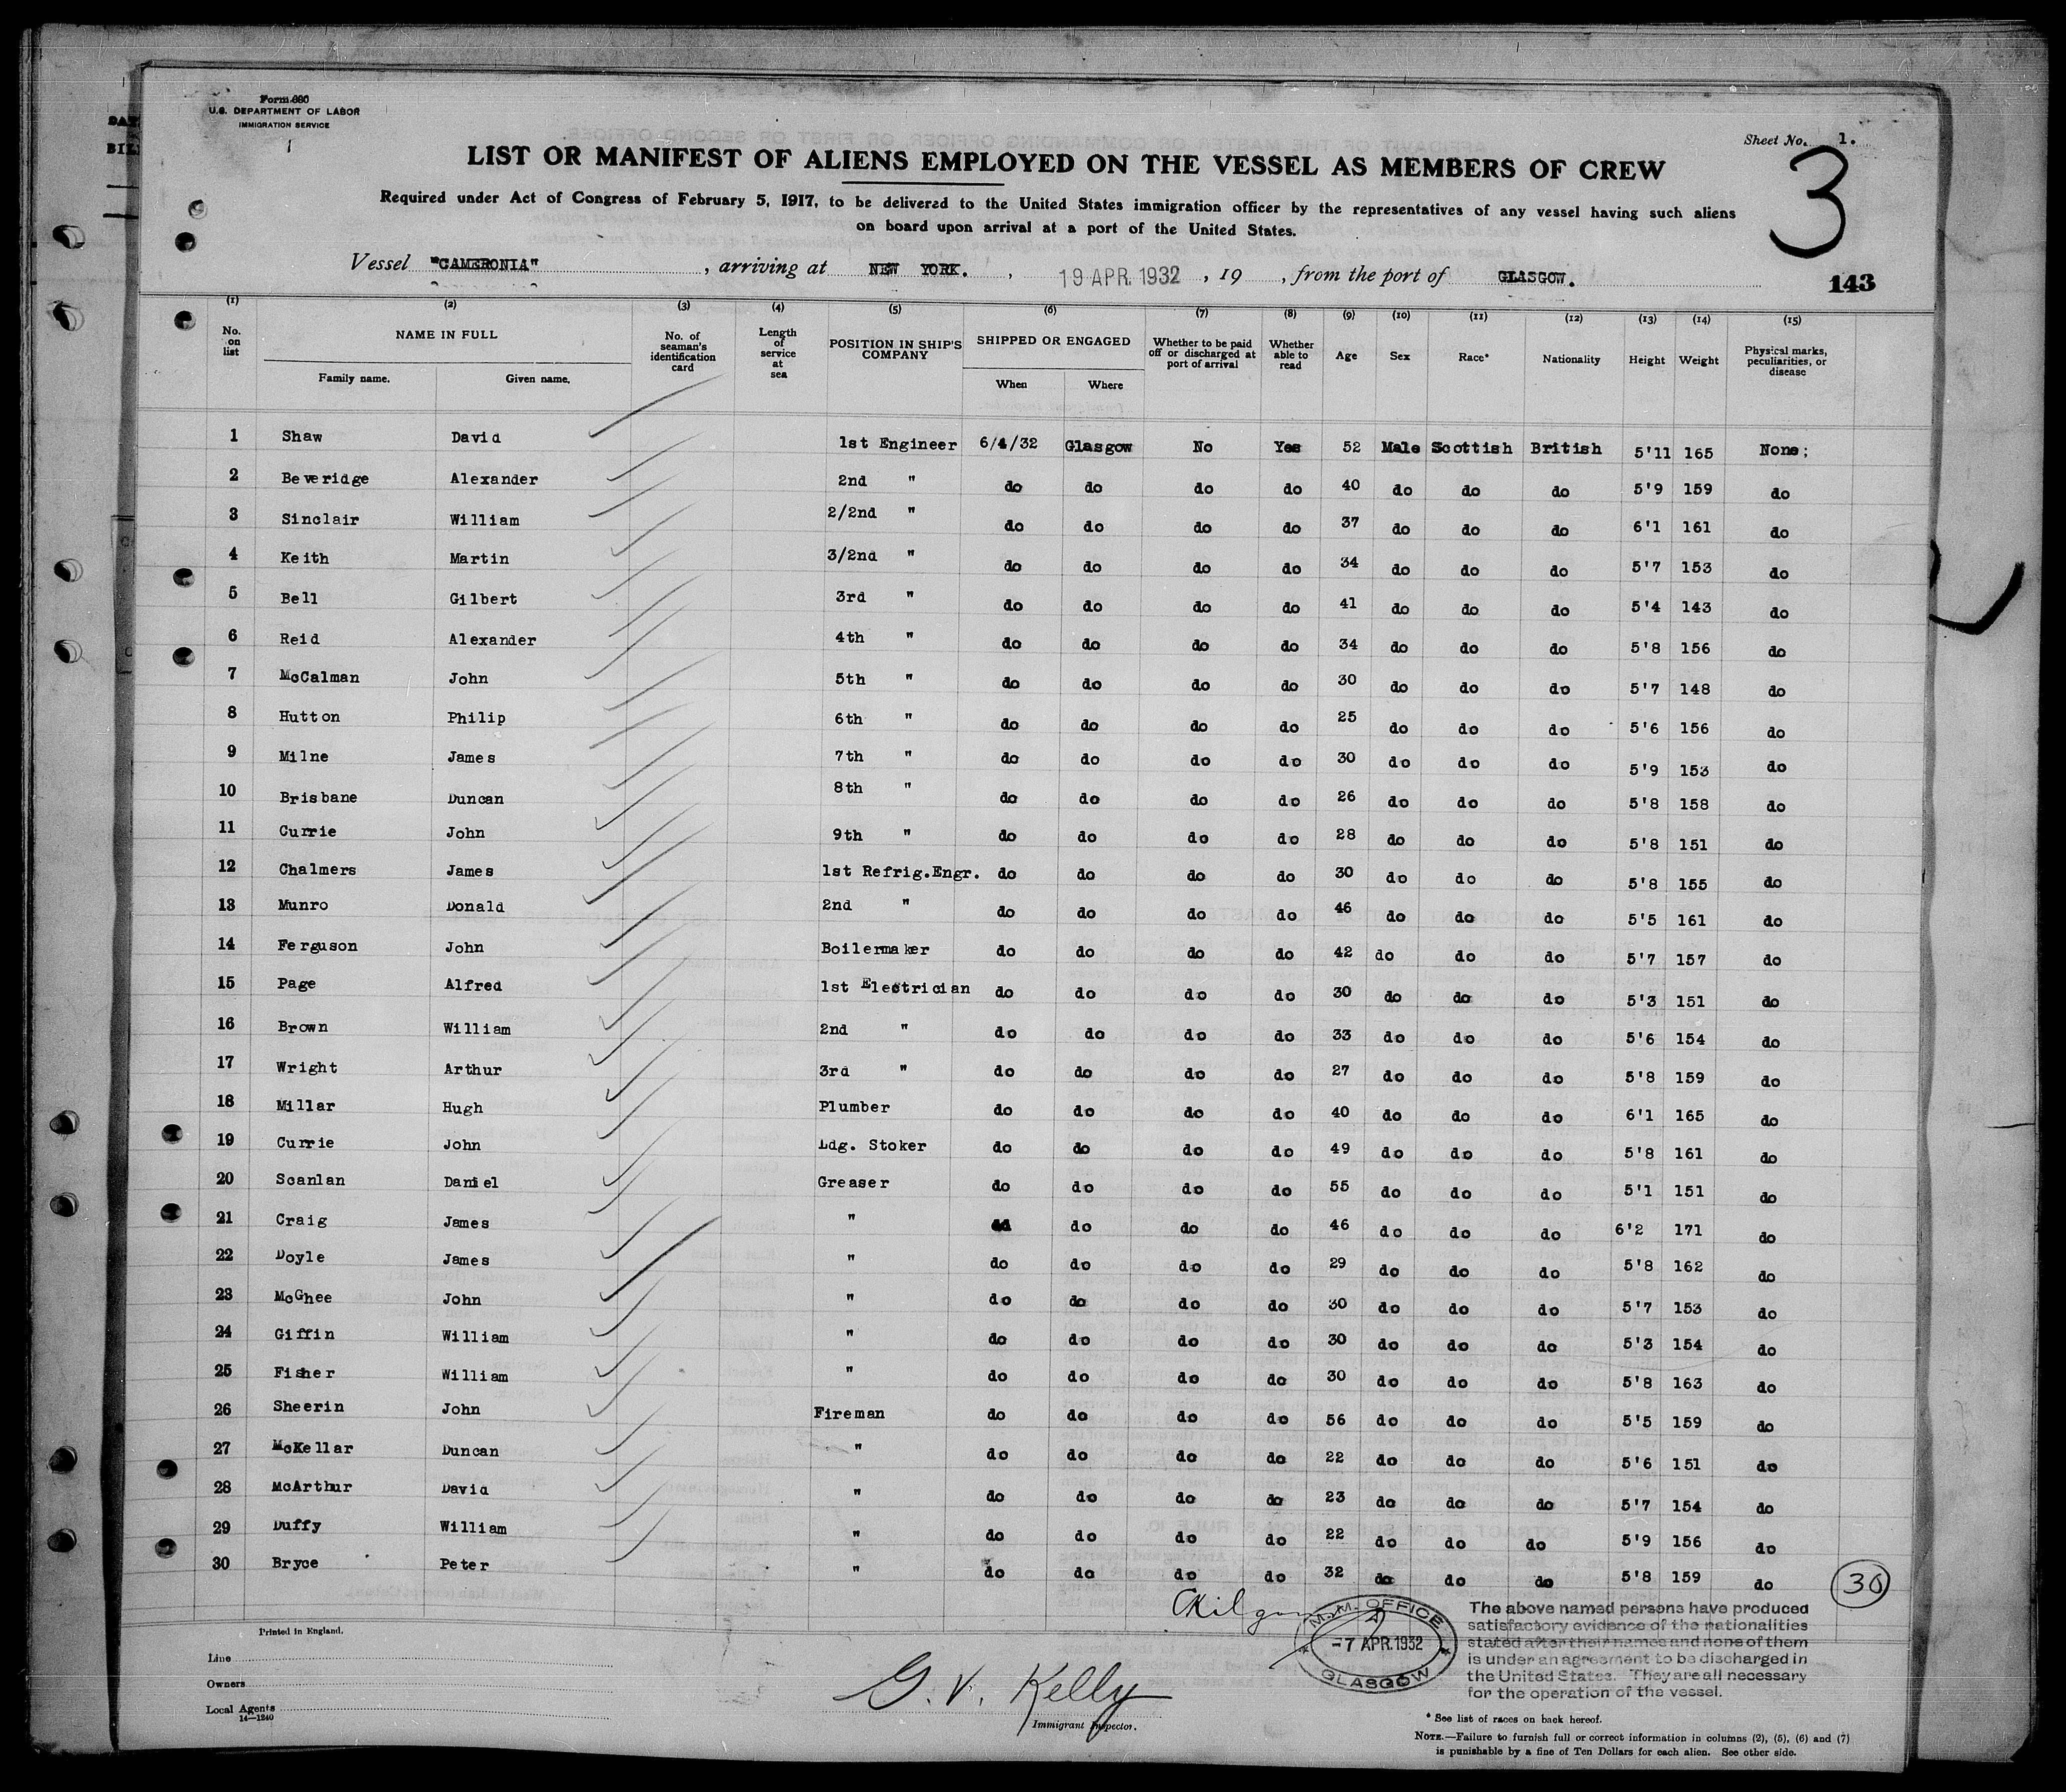 Form 680
U.S. DEPARTMENT OF LABOR
IMMIGRATION SERVICE
Sheet No. 1.
3
LIST OR MANIFEST OF ALIENS EMPLOYED ON THE VESSEL AS MEMBERS OF CREW
Required under Act of Congress of February 5, 1917, to be delivered to the United States immigration officer by the representatives of any vessel having such aliens
on board upon arrival at a port of the United States.
Vessel "CAMERONIA", arriving at NEW YORK., 19 APR. 1932, 19 , from the port of GLASGOW.
143
(1) (2) (3) (4) (5) (6) (7) (8) (9) (10) (11) (12) (13) (14) (15)
No. on list NAME IN FULL Family name. Given name. No. of seaman's identification card Length of service at sea POSITION IN SHIP'S COMPANY SHIPPED OR ENGAGED When Where Whether to be paid off or discharged at port of arrival Whether able to read Age Sex Race* Nationality Height Weight Physical marks, peculiarities, or disease
1 Shaw David 1st Engineer 6/4/32 Glasgow No Yes 52 Male Scottish British 5'11 165 None;
2 Beveridge Alexander 2nd " do do do do 40 do do do 5'9 159 do
3 Sinclair William 2/2nd " do do do do 37 do do do 6'1 161 do
4 Keith Martin 3/2nd " do do do do 34 do do do 5'7 153 do
5 Bell Gilbert 3rd " do do do do 41 do do do 5'4 143 do
6 Reid Alexander 4th " do do do do 34 do do do 5'8 156 do
7 McCalman John 5th " do do do do 30 do do do 5'7 148 do
8 Hutton Philip 6th " do do do do 25 do do do 5'6 156 do
9 Milne James 7th " do do do do 30 do do do 5'9 153 do
10 Brisbane Duncan 8th " do do do do 26 do do do 5'8 158 do
11 Currie John 9th " do do do do 28 do do do 5'8 151 do
12 Chalmers James 1st Refrig.Engr. do do do do 30 do do do 5'8 155 do
13 Munro Donald 2nd " do do do do 46 do do do 5'5 161 do
14 Ferguson John Boilermaker do do do do 42 do do do 5'7 157 do
15 Page Alfred 1st Electrician do do do do 30 do do do 5'3 151 do
16 Brown William 2nd " do do do do 33 do do do 5'6 154 do
17 Wright Arthur 3rd " do do do do 27 do do do 5'8 159 do
18 Millar Hugh Plumber do do do do 40 do do do 6'1 165 do
19 Currie John Ldg. Stoker do do do do 49 do do do 5'8 161 do
20 Scanlan Daniel Greaser do do do do 55 do do do 5'1 151 do
21 Craig James " do do do do 46 do do do 6'2 171 do
22 Doyle James " do do do do 29 do do do 5'8 162 do
23 McGhee John " do do do do 30 do do do 5'7 153 do
24 Giffin William " do do do do 30 do do do 5'3 154 do
25 Fisher William " do do do do 30 do do do 5'8 163 do
26 Sheerin John Fireman do do do do 56 do do do 5'5 159 do
27 McKellar Duncan " do do do do 22 do do do 5'6 151 do
28 McArthur David " do do do do 23 do do do 5'7 154 do
29 Duffy William " do do do do 22 do do do 5'9 156 do
30 Bryce Peter " do do do do 32 do do do 5'8 159 do
30
M.M. OFFICE
-7 APR.1932
GLASGOW
The above named persons have produced
satisfactory evidence of the nationalities
stated after their names and none of them
is under an agreement to be discharged in
the United States. They are all necessary
for the operation of the vessel.
Printed in England.
Line
Owners
Local Agents
14—1240
G. V. Kelly
Immigrant Inspector.
* See list of races on back hereof.
NOTE.—Failure to furnish full or correct information in columns (2), (5), (6) and (7)
is punishable by a fine of Ten Dollars for each alien. See other side.